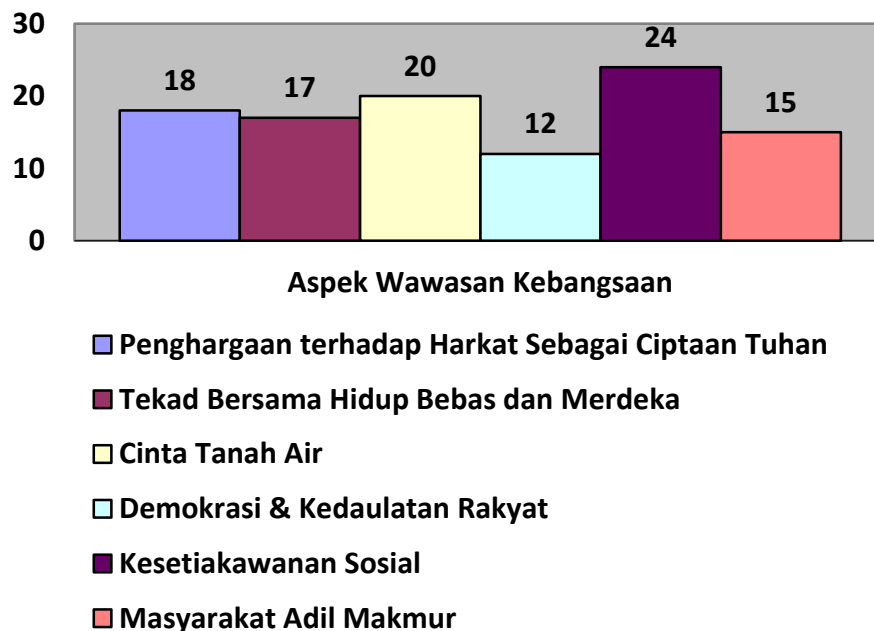 30
20
10
0
18
17
20
12
24
15
Aspek Wawasan Kebangsaan
Penghargaan terhadap Harkat Sebagai Ciptaan Tuhan
Tekad Bersama Hidup Bebas dan Merdeka
Cinta Tanah Air
Demokrasi & Kedaulatan Rakyat
Kesetiakawanan Sosial
Masyarakat Adil Makmur